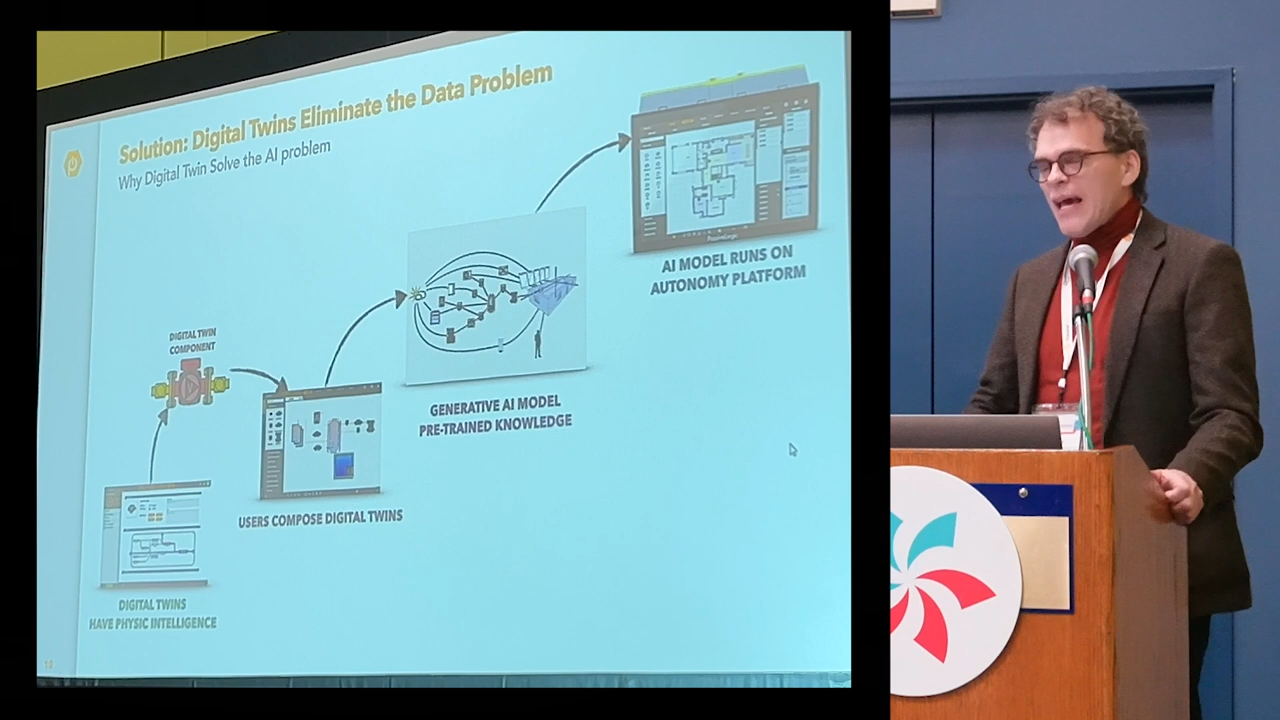 Solution: Digital Twins Eliminate the Data Problem
Why Digital Twin Solve the AI problem
DIGITAL TWIN
COMPONENT
DIGITAL TWINS
HAVE PHYSIC INTELLIGENCE
USERS COMPOSE DIGITAL TWINS
GENERATIVE AI MODEL
PRE-TRAINED KNOWLEDGE
PassiveLogic
AI MODEL RUNS ON
AUTONOMY PLATFORM
10